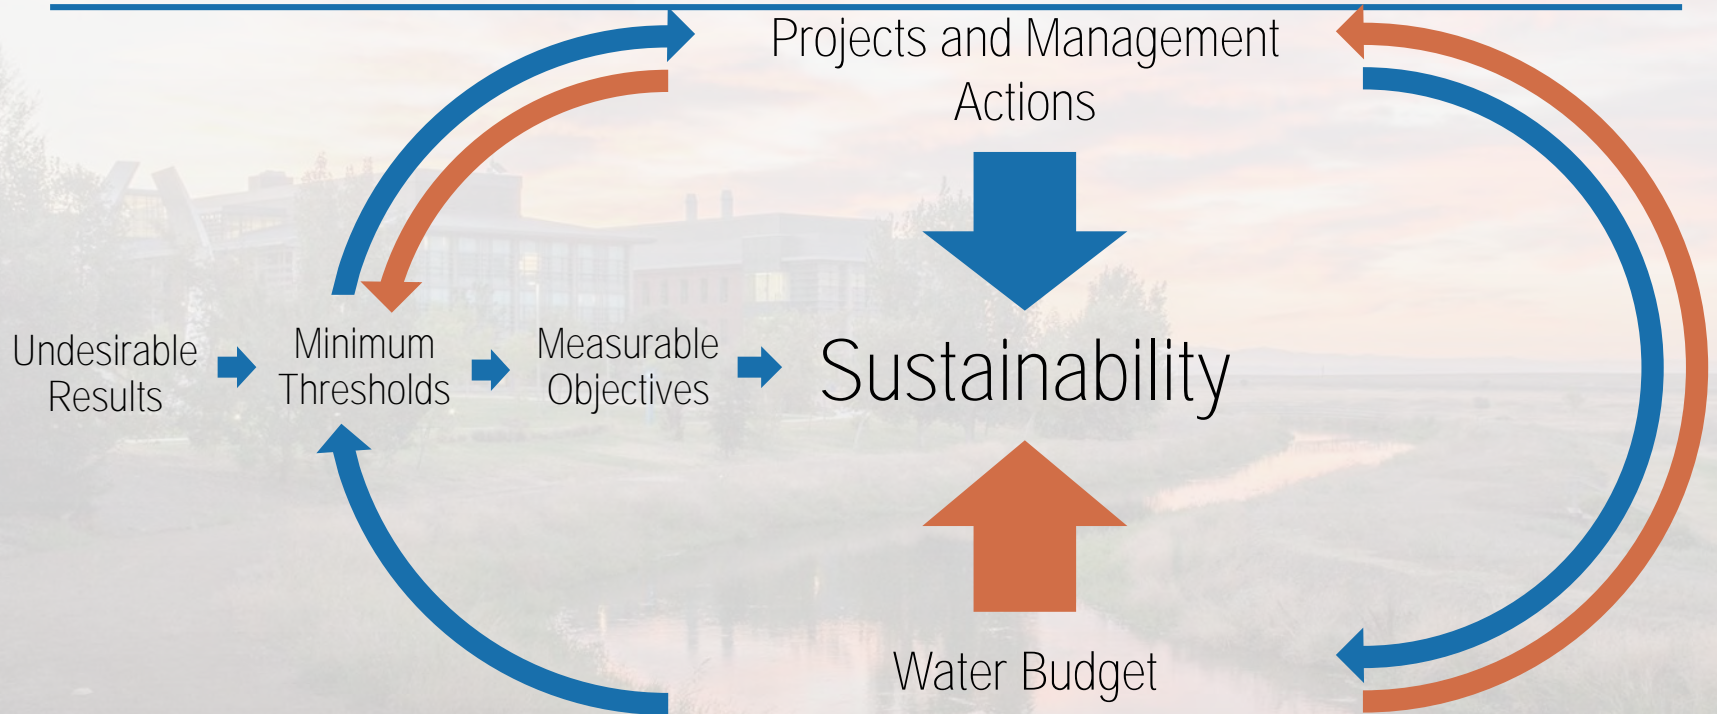 Projects and Management
Actions
Undesirable
Results
Minimum
Thresholds
Measurable
Objectives
Sustainability
Water Budget